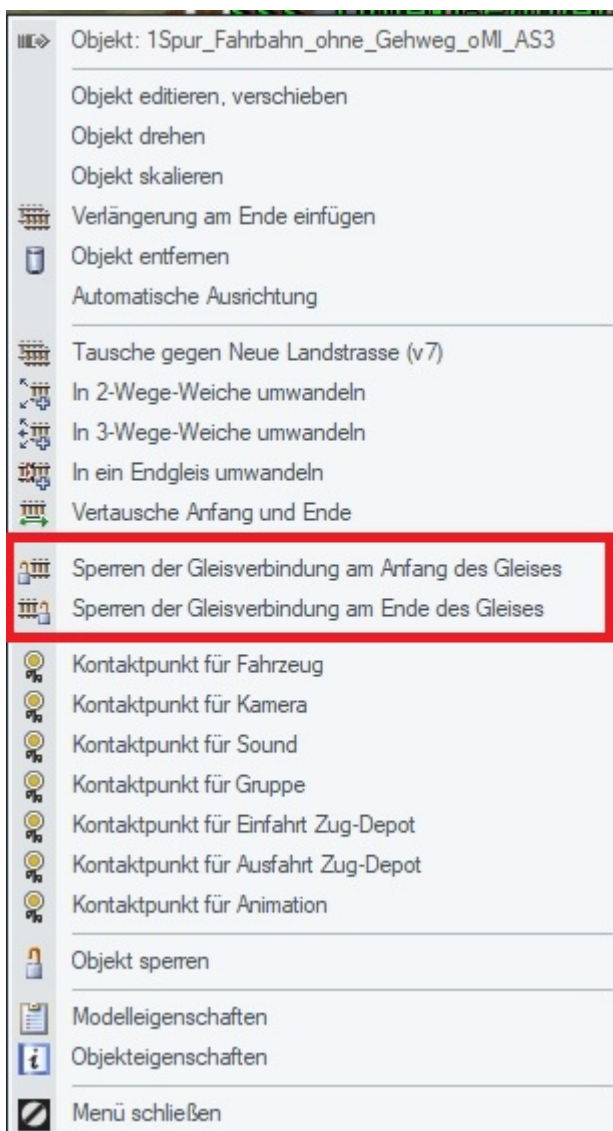 Objekt: 1Spur_Fahrbahn_ohne_Gehweg_oMI_AS3
Objekt editieren, verschieben
Objekt drehen
Objekt skalieren
Verlängerung am Ende einfügen
Objekt entfernen
Automatische Ausrichtung
Tausche gegen Neue Landstrasse (v7)
In 2-Wege-Weiche umwandeln
In 3-Wege-Weiche umwandeln
In ein Endgleis umwandeln
Vertausche Anfang und Ende
Sperren der Gleisverbindung am Anfang des Gleises
Sperren der Gleisverbindung am Ende des Gleises
Kontaktpunkt für Fahrzeug
Kontaktpunkt für Kamera
Kontaktpunkt für Sound
Kontaktpunkt für Gruppe
Kontaktpunkt für Einfahrt Zug-Depot
Kontaktpunkt für Ausfahrt Zug-Depot
Kontaktpunkt für Animation
Objekt sperren
Modelleigenschaften
Objekteigenschaften
Menü schließen